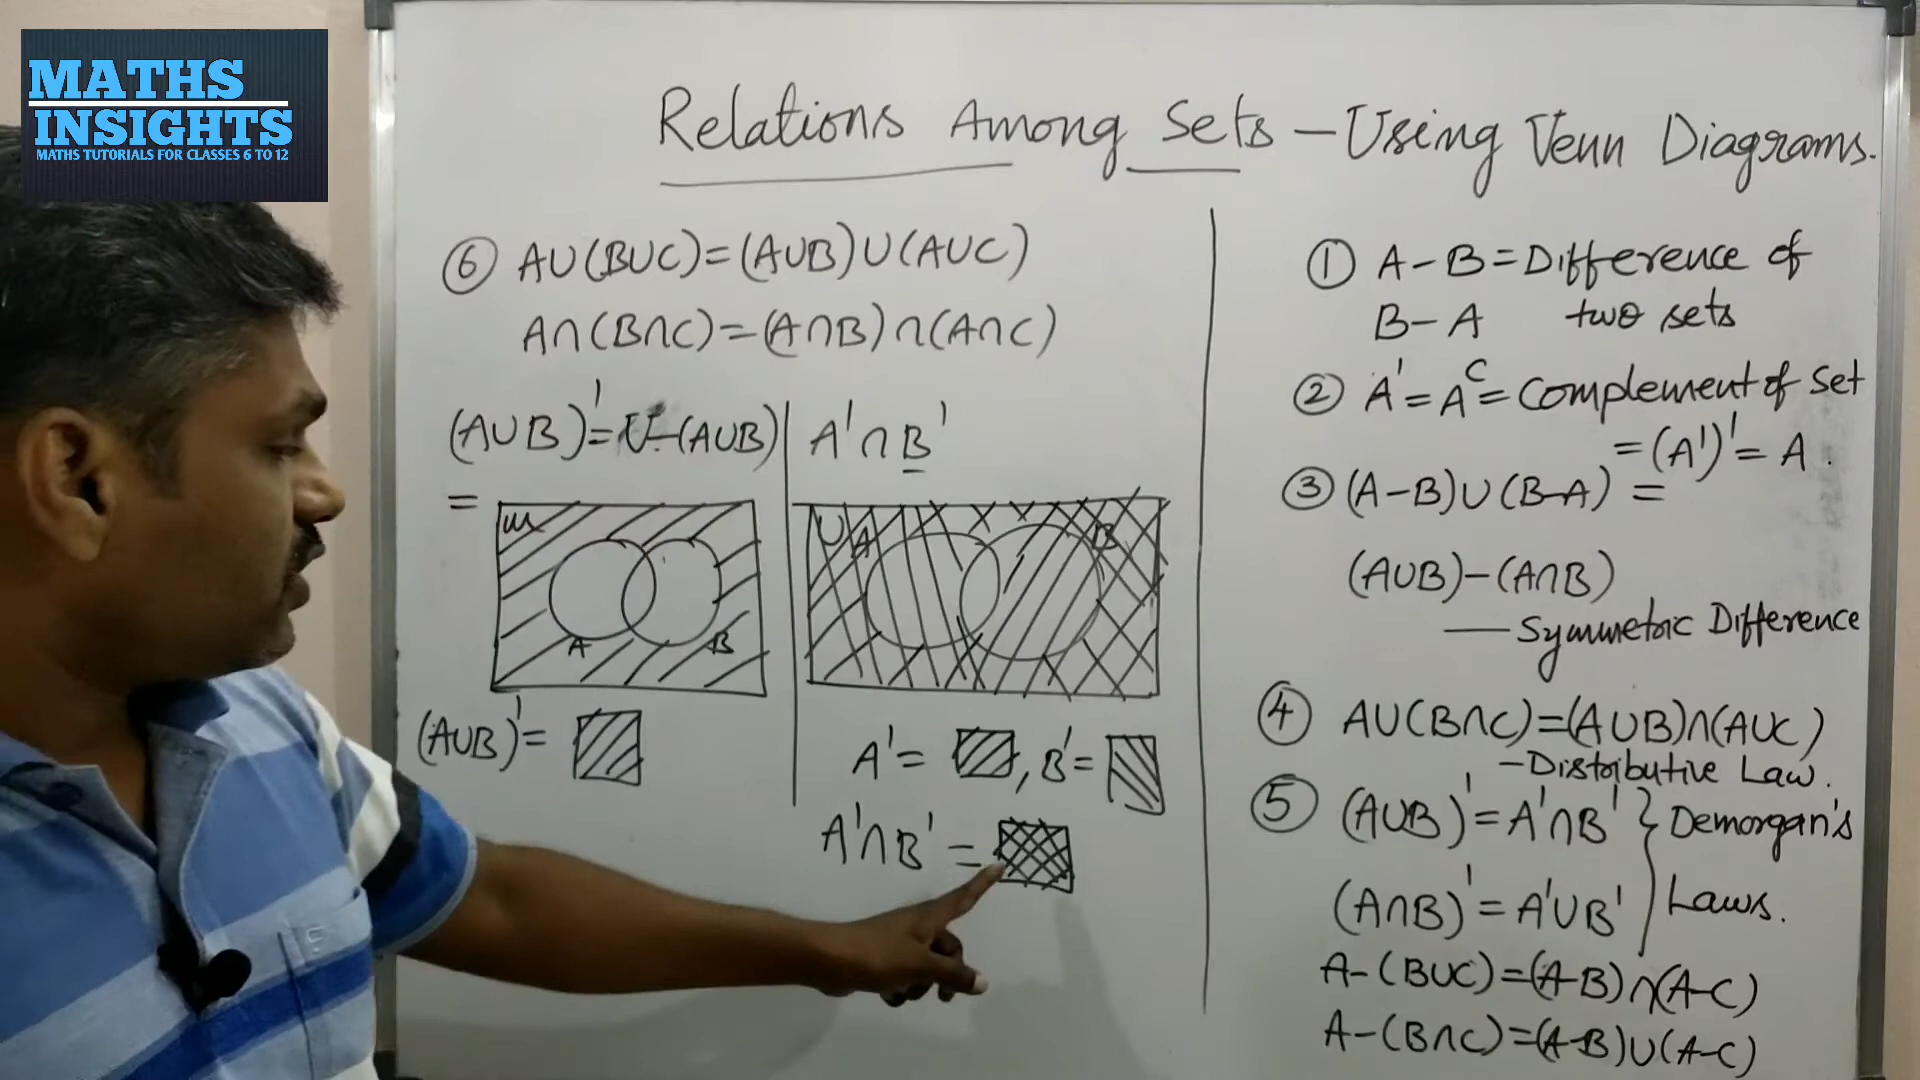 MATHS
INSIGHTS
MATHS TUTORIALS FOR CLASSES 6 TO 12
Relations Among Sets – Using Venn Diagrams.
⑥ A∪(B∪C)=(A∪B)∪(A∪C)
A∩(B∩C)=(A∩B)∩(A∩C)
(A∪B)'=U-(A∪B)
=
U
A
B
(A∪B)'=
A'∩B'
U
A
B
A'= , B'=
A'∩B' =
① A-B=Difference of
B-A two sets
② A'=Aᶜ=Complement of Set
=(A')'=A.
③ (A-B)∪(B-A) =
(A∪B)-(A∩B)
— Symmetric Difference
④ A∪(B∩C)=(A∪B)∩(A∪C)
-Distributive Law.
⑤ (A∪B)'=A'∩B' } Demorgan's
(A∩B)'=A'∪B' Laws.
A-(B∪C)=(A-B)∩(A-C)
A-(B∩C)=(A-B)∪(A-C)